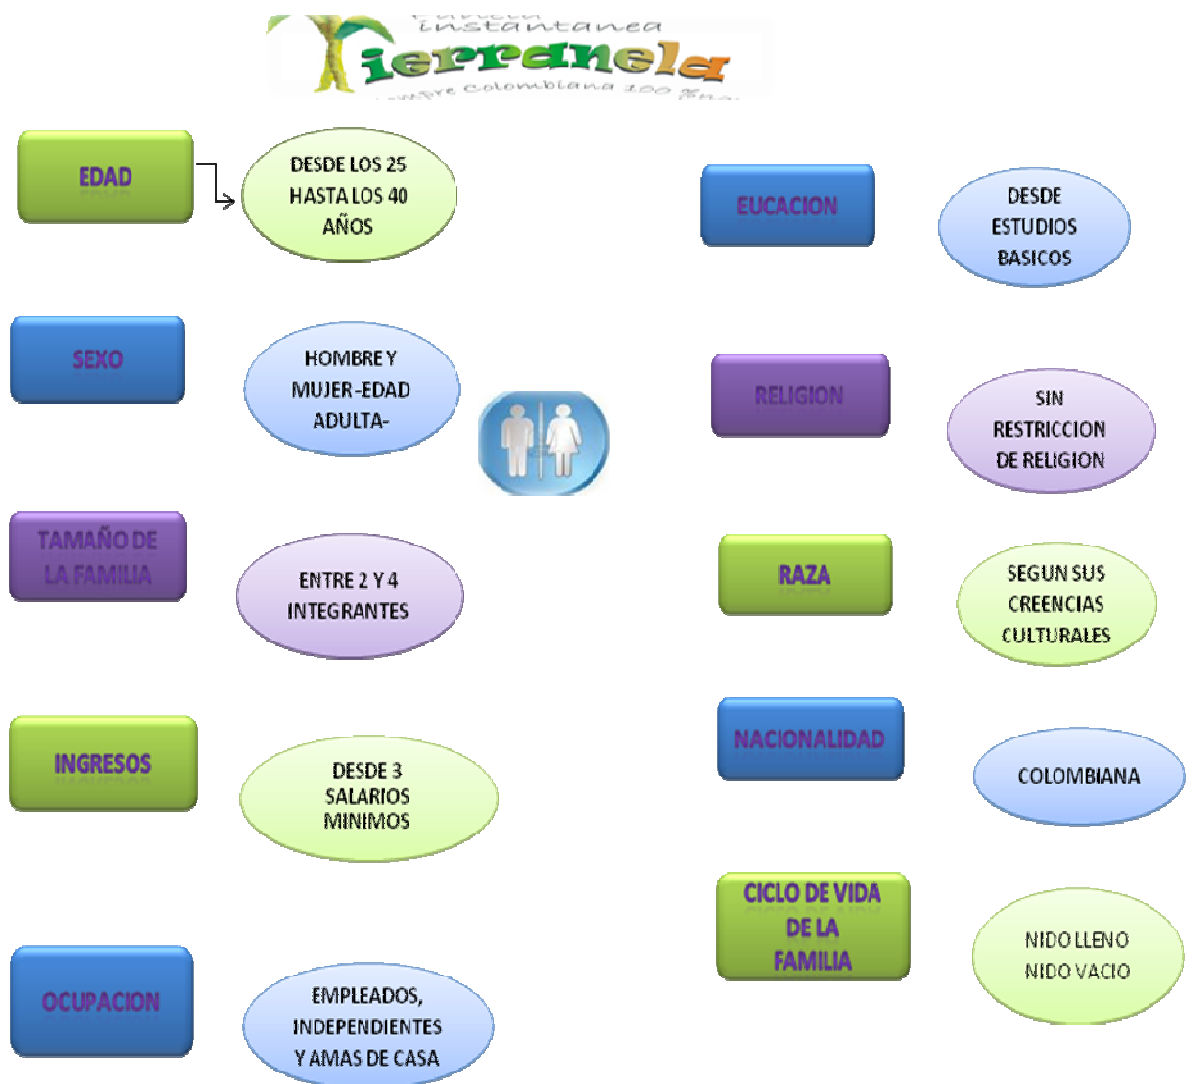 instantanea
Tierranela
Colombiana 100 %
EDAD
DESDE LOS 25
HASTA LOS 40
AÑOS
SEXO
HOMBRE Y
MUJER -EDAD
ADULTA-
TAMAÑO DE
LA FAMILIA
ENTRE 2 Y 4
INTEGRANTES
INGRESOS
DESDE 3
SALARIOS
MINIMOS
OCUPACION
EMPLEADOS,
INDEPENDIENTES
Y AMAS DE CASA
EUCACION
DESDE
ESTUDIOS
BASICOS
RELIGION
SIN
RESTRICCION
DE RELIGION
RAZA
SEGUN SUS
CREENCIAS
CULTURALES
NACIONALIDAD
COLOMBIANA
CICLO DE VIDA
DE LA
FAMILIA
NIDO LLENO
NIDO VACIO